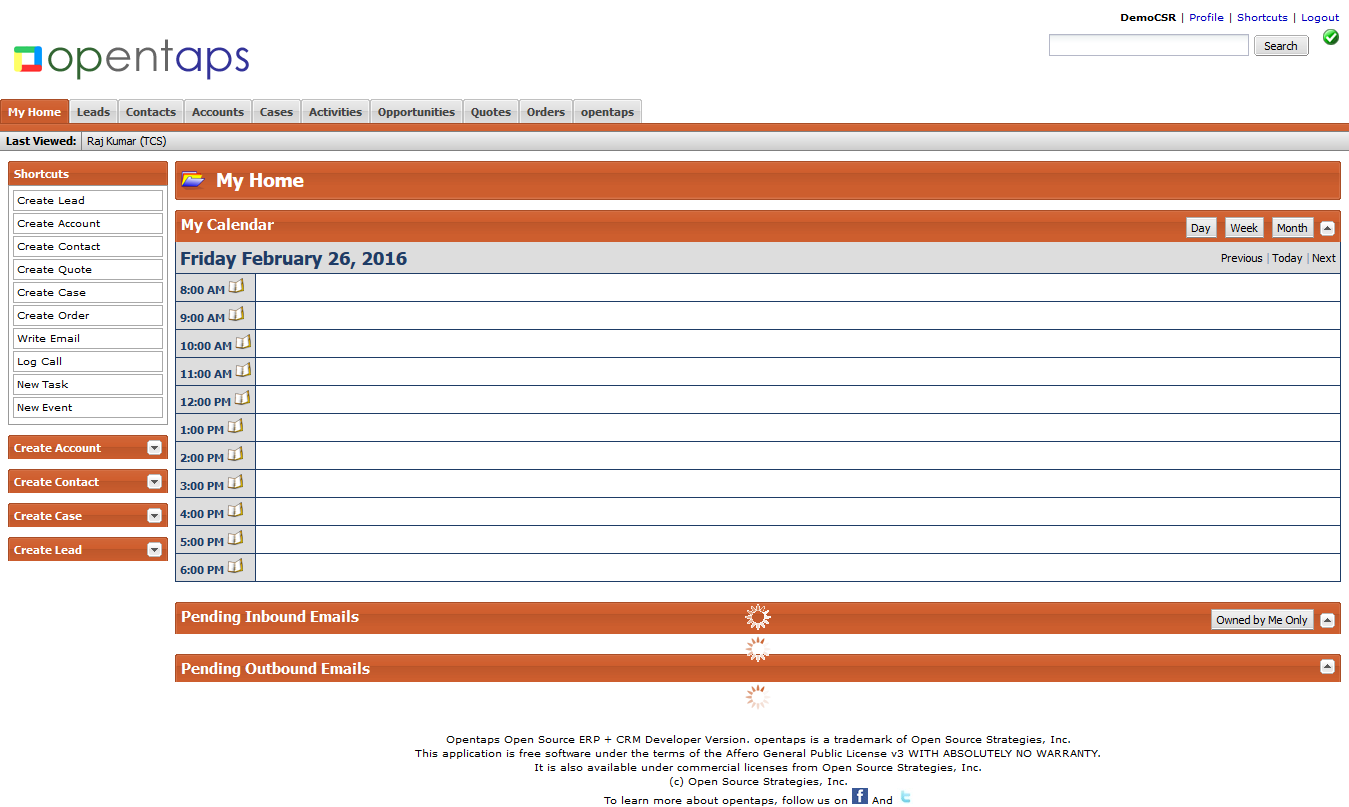 DemoCSR | Profile | Shortcuts | Logout
opentaps
Search
My Home Leads Contacts Accounts Cases Activities Opportunities Quotes Orders opentaps
Last Viewed: Raj Kumar (TCS)
Shortcuts
Create Lead
Create Account
Create Contact
Create Quote
Create Case
Create Order
Write Email
Log Call
New Task
New Event
Create Account
Create Contact
Create Case
Create Lead
My Home
My Calendar Day Week Month
Friday February 26, 2016 Previous | Today | Next
8:00 AM
9:00 AM
10:00 AM
11:00 AM
12:00 PM
1:00 PM
2:00 PM
3:00 PM
4:00 PM
5:00 PM
6:00 PM
Pending Inbound Emails Owned by Me Only
Pending Outbound Emails
Opentaps Open Source ERP + CRM Developer Version. opentaps is a trademark of Open Source Strategies, Inc.
This application is free software under the terms of the Affero General Public License v3 WITH ABSOLUTELY NO WARRANTY.
It is also available under commercial licenses from Open Source Strategies, Inc.
(c) Open Source Strategies, Inc.
To learn more about opentaps, follow us on f And t